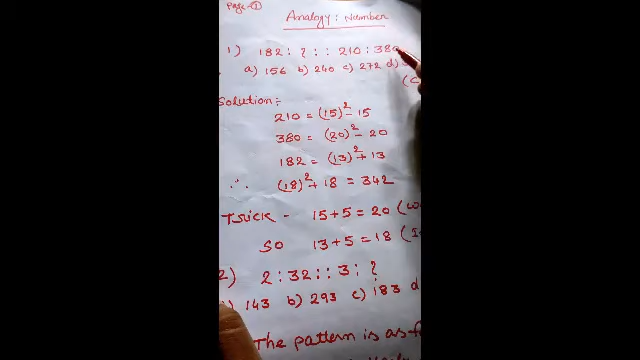 Page-①
Analogy: Number
1) 182 : ? : : 210 : 380
a) 156 b) 240 c) 272 d)
(C
Solution:-
210 = (15)² - 15
380 = (20)² - 20
182 = (13)² + 13
∴ (18)² + 18 = 342
Trick - 15 + 5 = 20
So 13 + 5 = 18
2) 2 : 32 : : 3 : ?
143 b) 293 c) 183 d
The pattern is as